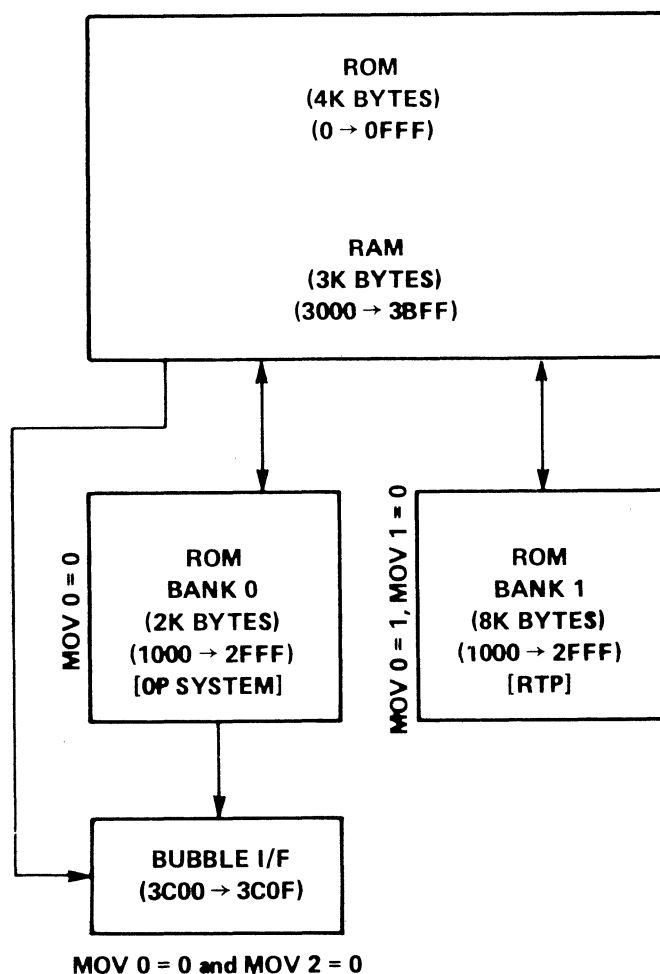 ROM
(4K BYTES)
(0 → 0FFF)
RAM
(3K BYTES)
(3000 → 3BFF)
MOV 0 = 0
ROM
BANK 0
(2K BYTES)
(1000 → 2FFF)
[0P SYSTEM]
MOV 0 = 1, MOV 1 = 0
ROM
BANK 1
(8K BYTES)
(1000 → 2FFF)
[RTP]
BUBBLE I/F
(3C00 → 3C0F)
MOV 0 = 0 and MOV 2 = 0